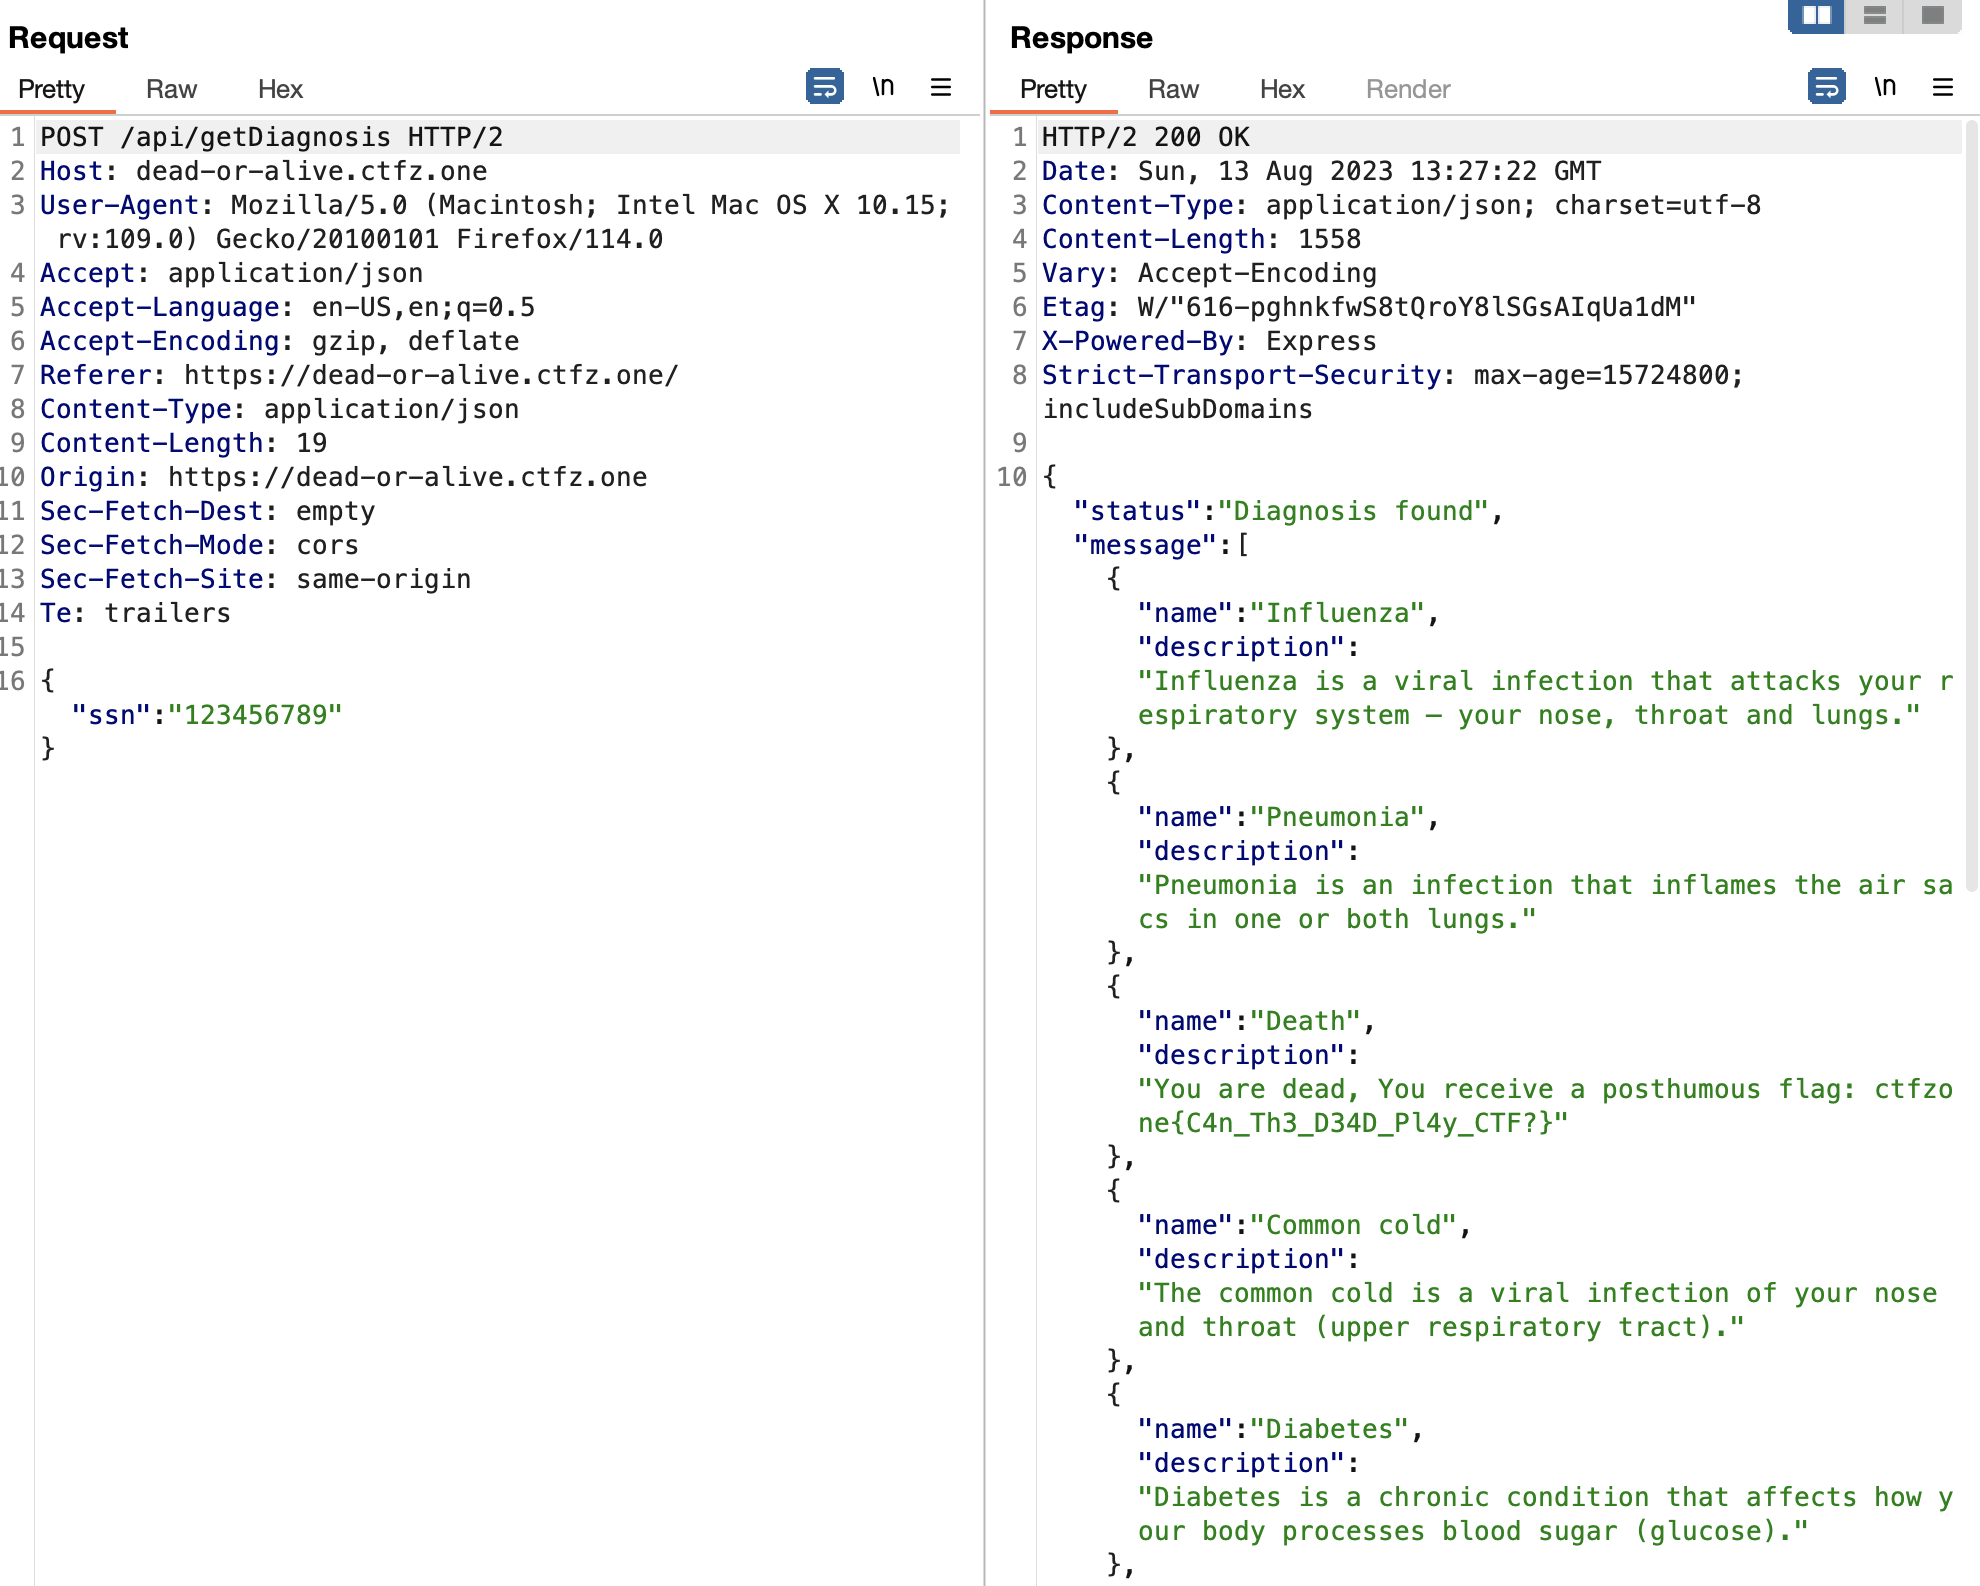 Request
Pretty Raw Hex \n
1 POST /api/getDiagnosis HTTP/2
2 Host: dead-or-alive.ctfz.one
3 User-Agent: Mozilla/5.0 (Macintosh; Intel Mac OS X 10.15;
rv:109.0) Gecko/20100101 Firefox/114.0
4 Accept: application/json
5 Accept-Language: en-US,en;q=0.5
6 Accept-Encoding: gzip, deflate
7 Referer: https://dead-or-alive.ctfz.one/
8 Content-Type: application/json
9 Content-Length: 19
10 Origin: https://dead-or-alive.ctfz.one
11 Sec-Fetch-Dest: empty
12 Sec-Fetch-Mode: cors
13 Sec-Fetch-Site: same-origin
14 Te: trailers
15
16 {
"ssn":"123456789"
}
Response
Pretty Raw Hex Render \n
1 HTTP/2 200 OK
2 Date: Sun, 13 Aug 2023 13:27:22 GMT
3 Content-Type: application/json; charset=utf-8
4 Content-Length: 1558
5 Vary: Accept-Encoding
6 Etag: W/"616-pghnkfwS8tQroY8lSGsAIqUa1dM"
7 X-Powered-By: Express
8 Strict-Transport-Security: max-age=15724800;
includeSubDomains
9
10 {
"status":"Diagnosis found",
"message":[
{
"name":"Influenza",
"description":
"Influenza is a viral infection that attacks your r
espiratory system — your nose, throat and lungs."
},
{
"name":"Pneumonia",
"description":
"Pneumonia is an infection that inflames the air sa
cs in one or both lungs."
},
{
"name":"Death",
"description":
"You are dead, You receive a posthumous flag: ctfzo
ne{C4n_Th3_D34D_Pl4y_CTF?}"
},
{
"name":"Common cold",
"description":
"The common cold is a viral infection of your nose
and throat (upper respiratory tract)."
},
{
"name":"Diabetes",
"description":
"Diabetes is a chronic condition that affects how y
our body processes blood sugar (glucose)."
},